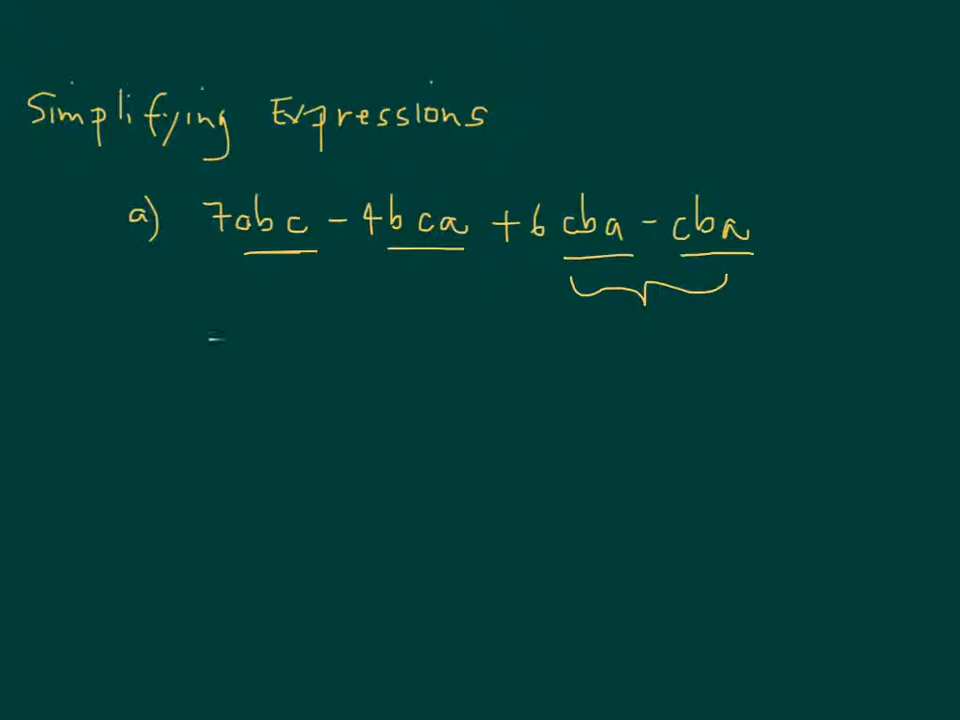 Simplifying Expressions
a) 7abc - 4bca + 6cba - cba
=